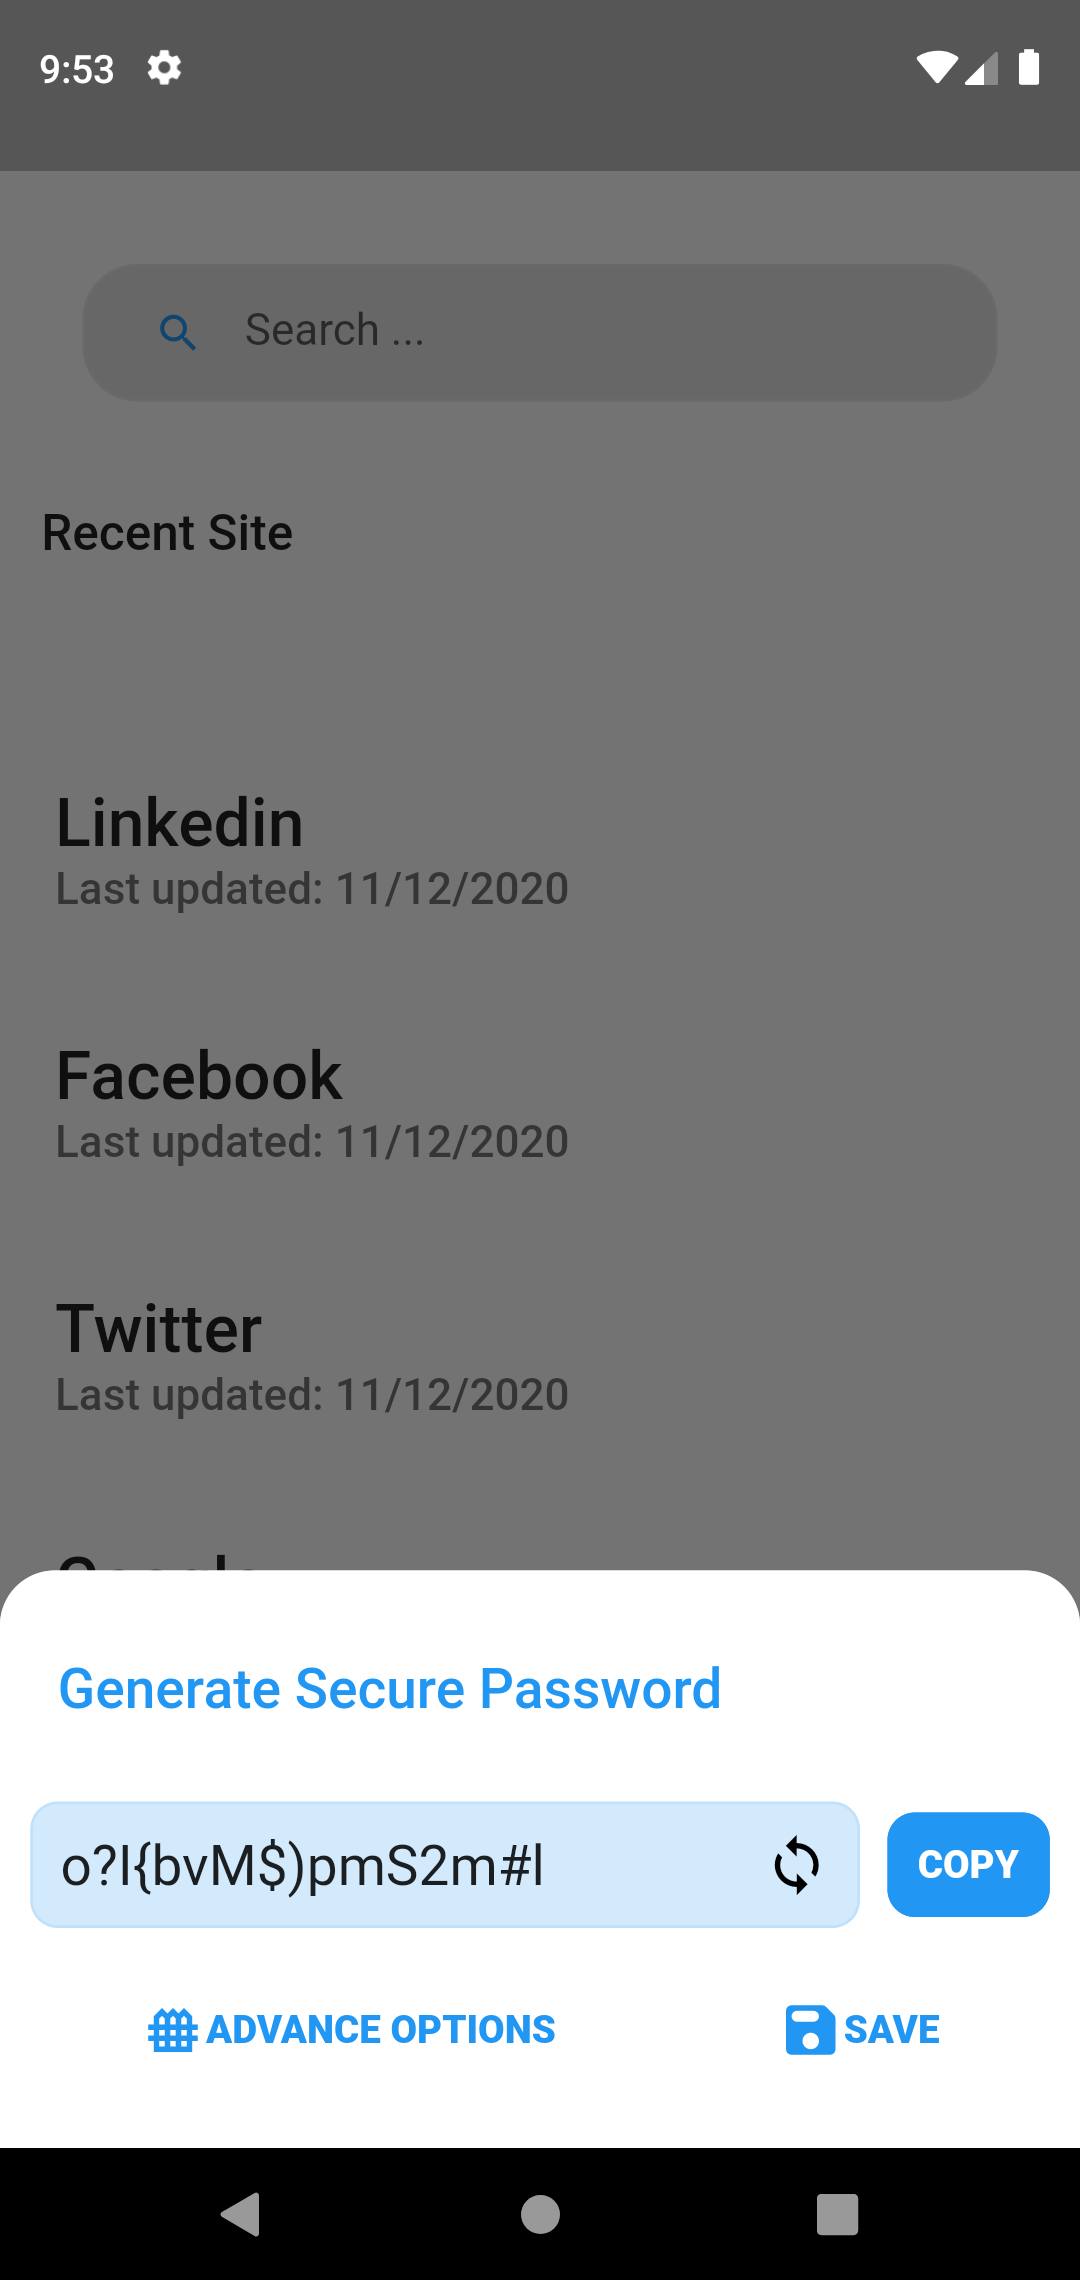 9:53
Search ...
Recent Site
Linkedin
Last updated: 11/12/2020
Facebook
Last updated: 11/12/2020
Twitter
Last updated: 11/12/2020
Google
Generate Secure Password
o?l{bvM$)pmS2m#l
COPY
ADVANCE OPTIONS
SAVE